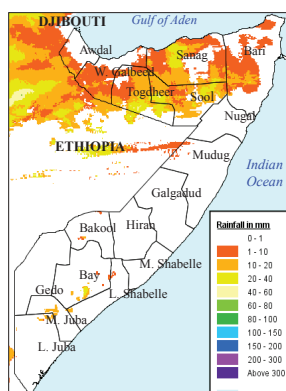 DJIBOUTI
Gulf of Aden
Awdal
Sanag
Bari
W. Galbeed
Togdheer
Sool
Nugal
ETHIOPIA
Mudug
Indian
Ocean
Galgadud
Bakool
Hiran
Bay
M. Shabelle
Gedo
L. Shabelle
M. Juba
L. Juba
Rainfall in mm
0 - 1
1 - 10
10 - 20
20 - 40
40 - 60
60 - 80
80 - 100
100 - 150
150 - 200
200 - 300
Above 300